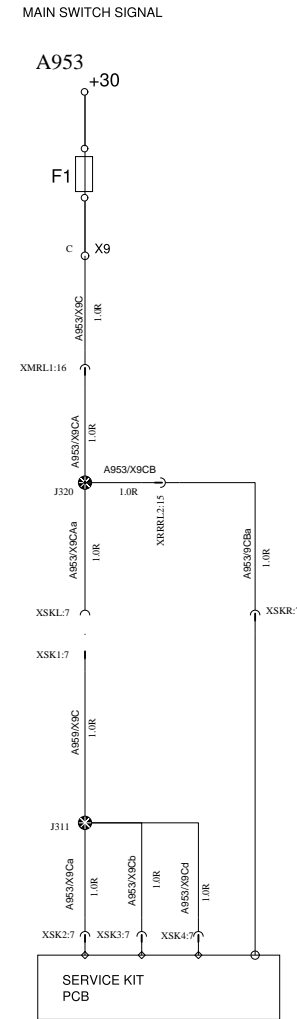 MAIN SWITCH SIGNAL
A953
+30
F1
C
X9
A953/X9C
1.0R
XMRL1:16
A953/X9CA
1.0R
A953/X9CB
J320
1.0R
XRRRL2:15
A953/X9CAa
1.0R
A953/9CBa
1.0R
XSKL:7
XSKR:7
XSK1:7
A959/X9C
1.0R
J311
A953/X9Ca
1.0R
A953/X9Cb
1.0R
A953/X9Cd
1.0R
XSK2:7
XSK3:7
XSK4:7
SERVICE KIT
PCB